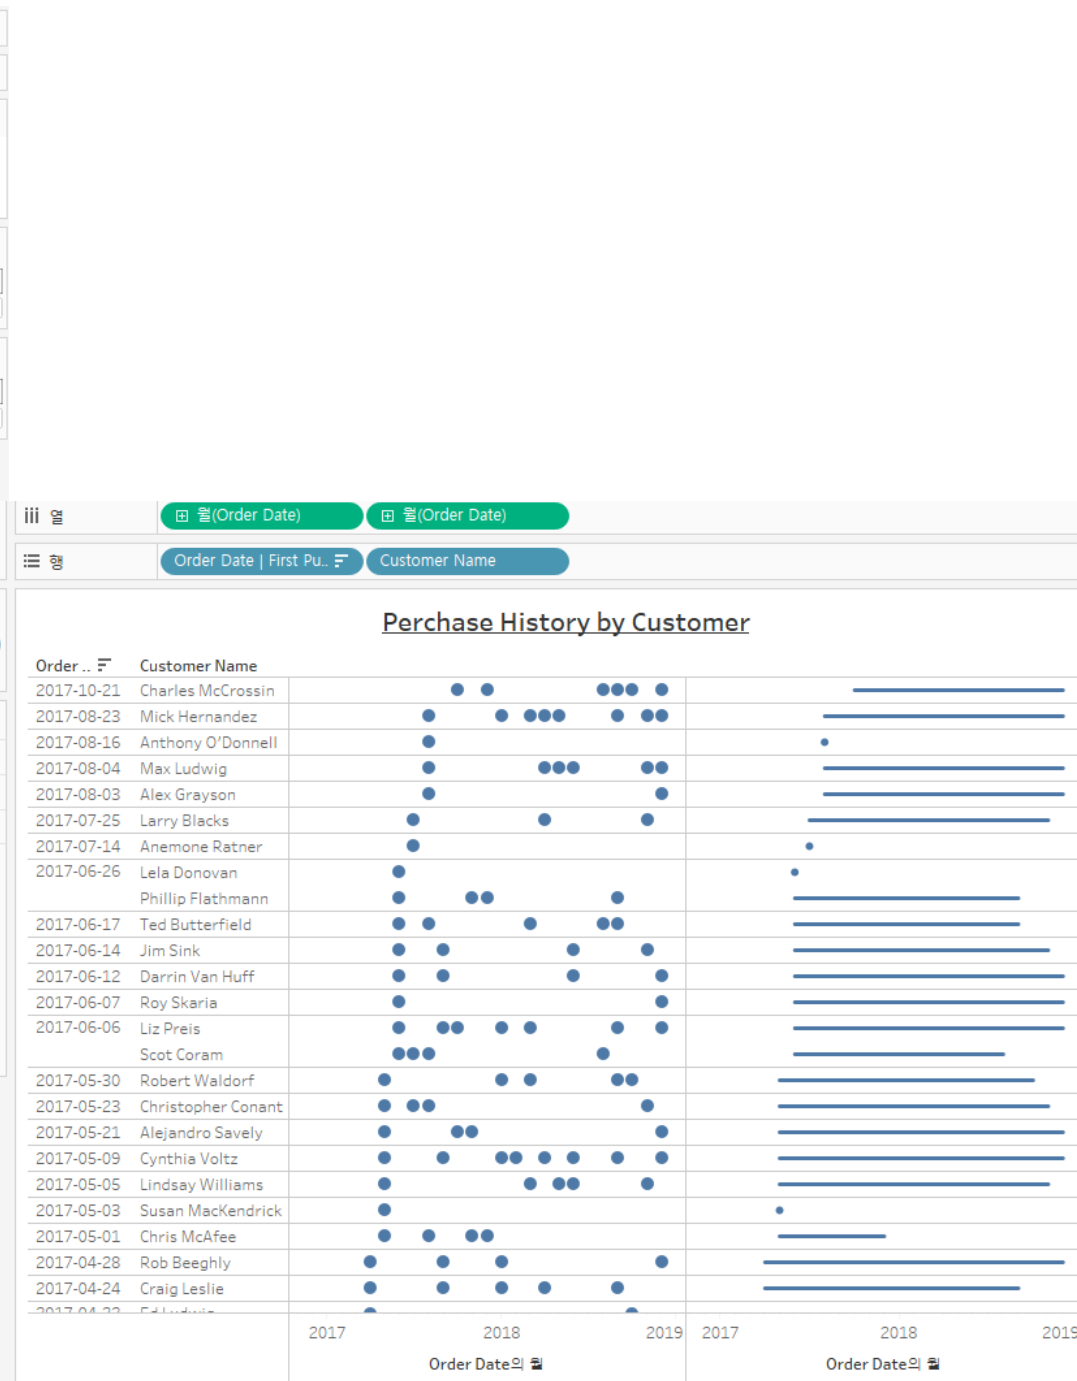 열 월(Order Date) 월(Order Date)
행 Order Date | First Pu.. Customer Name
Perchase History by Customer
Order .. Customer Name
2017-10-21 Charles McCrossin
2017-08-23 Mick Hernandez
2017-08-16 Anthony O'Donnell
2017-08-04 Max Ludwig
2017-08-03 Alex Grayson
2017-07-25 Larry Blacks
2017-07-14 Anemone Ratner
2017-06-26 Lela Donovan
Phillip Flathmann
2017-06-17 Ted Butterfield
2017-06-14 Jim Sink
2017-06-12 Darrin Van Huff
2017-06-07 Roy Skaria
2017-06-06 Liz Preis
Scot Coram
2017-05-30 Robert Waldorf
2017-05-23 Christopher Conant
2017-05-21 Alejandro Savely
2017-05-09 Cynthia Voltz
2017-05-05 Lindsay Williams
2017-05-03 Susan MacKendrick
2017-05-01 Chris McAfee
2017-04-28 Rob Beeghly
2017-04-24 Craig Leslie
2017 2018 2019 2017 2018 2019
Order Date의 월 Order Date의 월